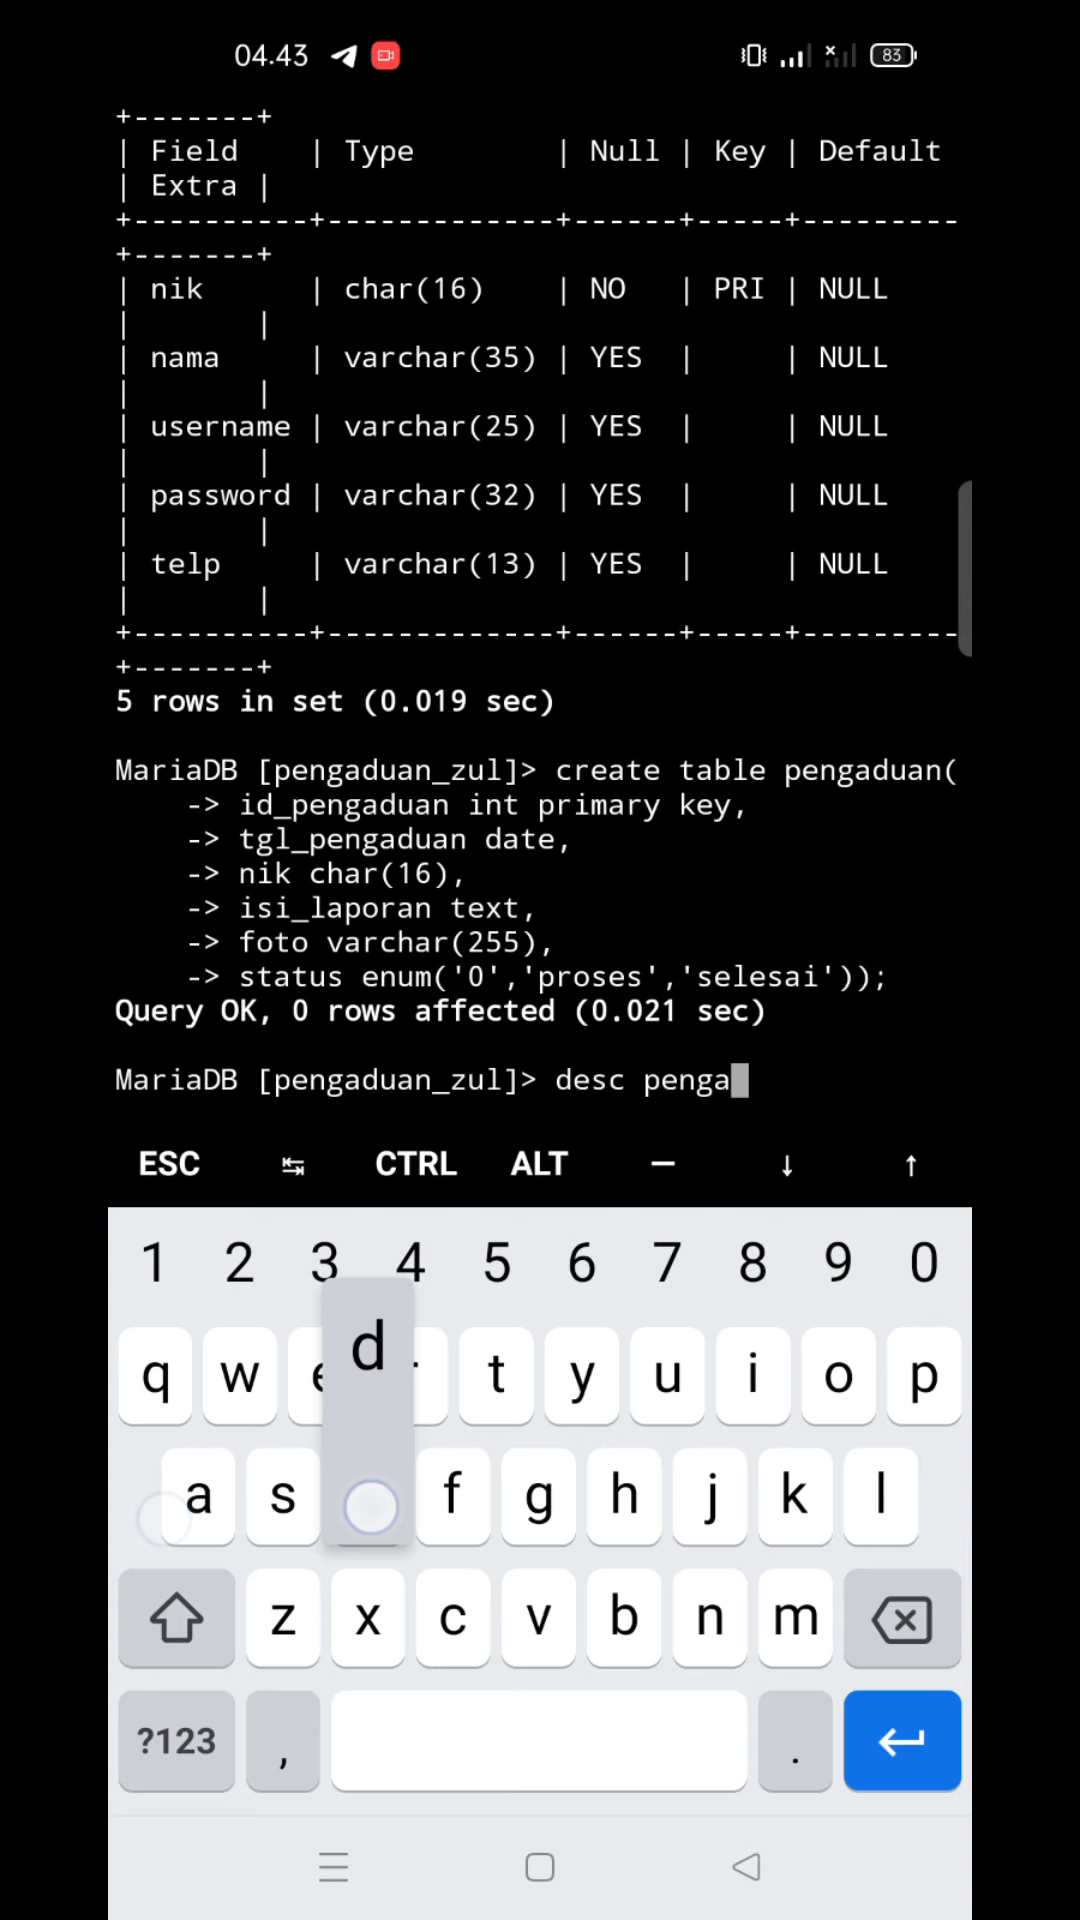 04.43 83
+-------+
| Field    | Type        | Null | Key | Default
| Extra |
+----------+-------------+------+-----+---------
+-------+
| nik      | char(16)    | NO   | PRI | NULL
|       |
| nama     | varchar(35) | YES  |     | NULL
|       |
| username | varchar(25) | YES  |     | NULL
|       |
| password | varchar(32) | YES  |     | NULL
|       |
| telp     | varchar(13) | YES  |     | NULL
|       |
+----------+-------------+------+-----+---------
+-------+
5 rows in set (0.019 sec)
MariaDB [pengaduan_zul]> create table pengaduan(
    -> id_pengaduan int primary key,
    -> tgl_pengaduan date,
    -> nik char(16),
    -> isi_laporan text,
    -> foto varchar(255),
    -> status enum('0','proses','selesai'));
Query OK, 0 rows affected (0.021 sec)
MariaDB [pengaduan_zul]> desc penga
ESC ↹ CTRL ALT — ↓ ↑
1 2 3 4 5 6 7 8 9 0
q w e t y u i o p
d
a s f g h j k l
z x c v b n m
?123 , .